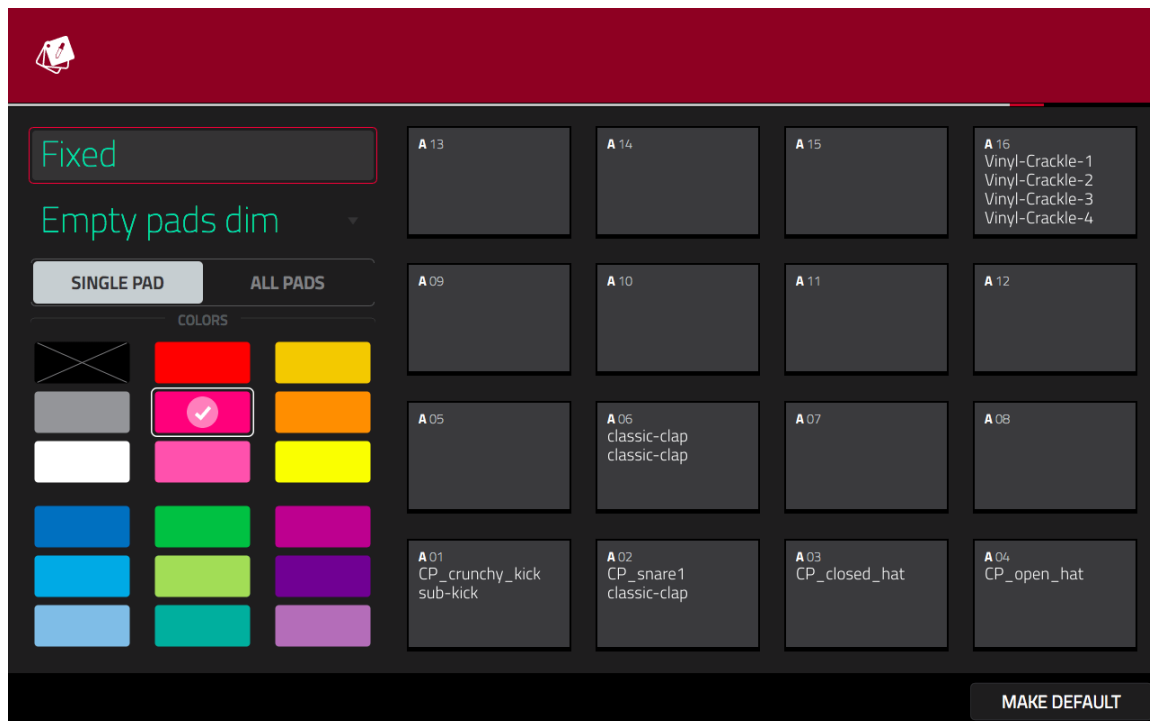 Fixed
Empty pads dim
SINGLE PAD
ALL PADS
COLORS
A 13
A 14
A 15
A 16
Vinyl-Crackle-1
Vinyl-Crackle-2
Vinyl-Crackle-3
Vinyl-Crackle-4
A 09
A 10
A 11
A 12
A 05
A 06
classic-clap
classic-clap
A 07
A 08
A 01
CP_crunchy_kick
sub-kick
A 02
CP_snare1
classic-clap
A 03
CP_closed_hat
A 04
CP_open_hat
MAKE DEFAULT